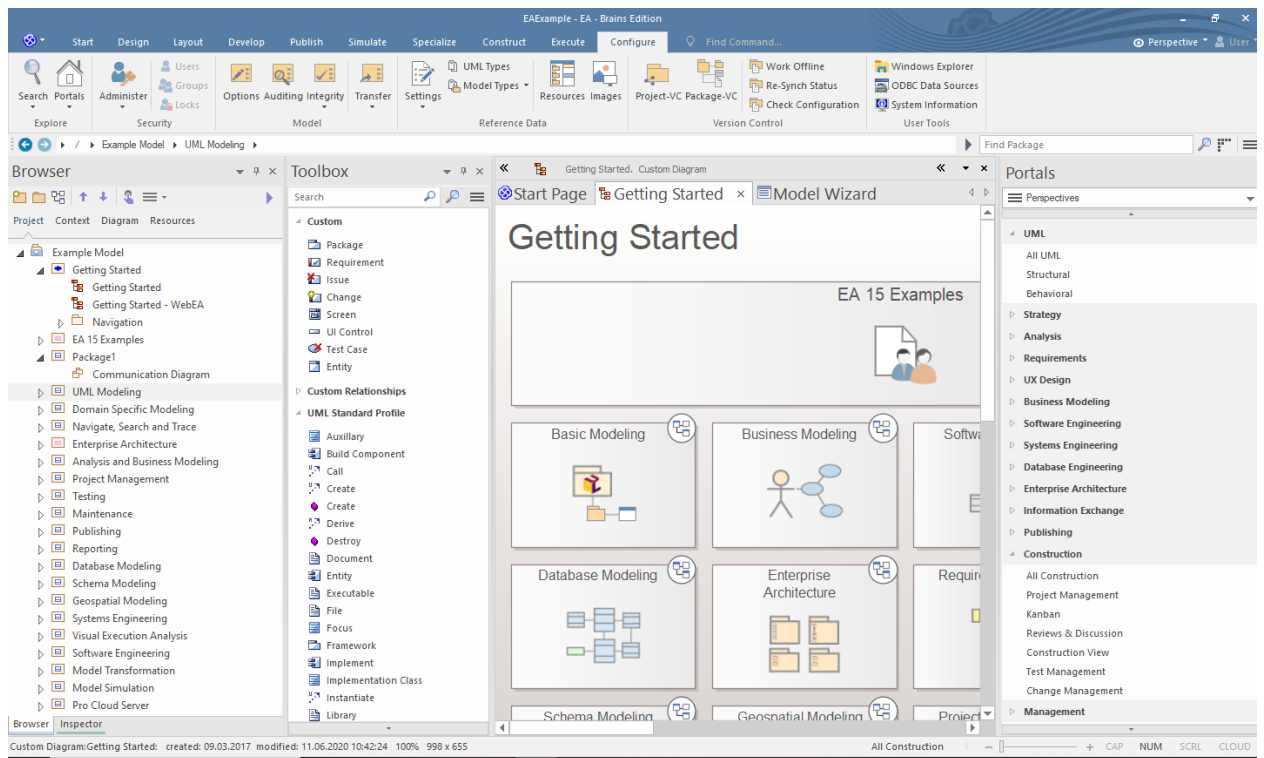 EAExample - EA - Brains Edition
Start Design Layout Develop Publish Simulate Specialize Construct Execute Configure Find Command... Perspective User
Search Portals Administer Users Groups Locks Options Auditing Integrity Transfer Settings UML Types Model Types Resources Images Project-VC Package-VC Work Offline Re-Synch Status Check Configuration Windows Explorer ODBC Data Sources System Information
Explore Security Model Reference Data Version Control User Tools
/ Example Model UML Modeling Find Package
Browser
Project Context Diagram Resources
Example Model
Getting Started
Getting Started
Getting Started - WebEA
Navigation
EA 15 Examples
Package1
Communication Diagram
UML Modeling
Domain Specific Modeling
Navigate, Search and Trace
Enterprise Architecture
Analysis and Business Modeling
Project Management
Testing
Maintenance
Publishing
Reporting
Database Modeling
Schema Modeling
Geospatial Modeling
Systems Engineering
Visual Execution Analysis
Software Engineering
Model Transformation
Model Simulation
Pro Cloud Server
Browser Inspector
Toolbox
Search
Custom
Package
Requirement
Issue
Change
Screen
UI Control
Test Case
Entity
Custom Relationships
UML Standard Profile
Auxillary
Build Component
Call
Create
Create
Derive
Destroy
Document
Entity
Executable
File
Focus
Framework
Implement
Implementation Class
Instantiate
Library
Getting Started. Custom Diagram
Start Page Getting Started Model Wizard
Getting Started
EA 15 Examples
Basic Modeling Business Modeling Softwa
Database Modeling Enterprise Architecture Require
Schema Modeling Geospatial Modeling Project
Portals
Perspectives
UML
All UML
Structural
Behavioral
Strategy
Analysis
Requirements
UX Design
Business Modeling
Software Engineering
Systems Engineering
Database Engineering
Enterprise Architecture
Information Exchange
Publishing
Construction
All Construction
Project Management
Kanban
Reviews & Discussion
Construction View
Test Management
Change Management
Management
Custom Diagram:Getting Started: created: 09.03.2017 modified: 11.06.2020 10:42:24 100% 998 x 655 All Construction CAP NUM SCRL CLOUD